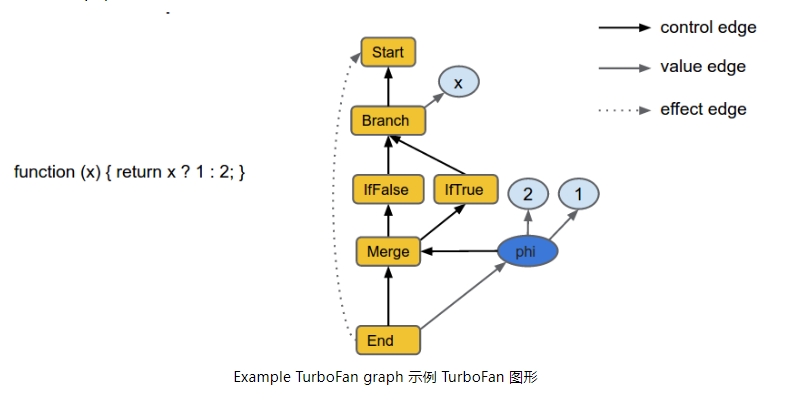 control edge
Start
value edge
x
effect edge
Branch
function (x) { return x ? 1 : 2; }
IfFalse IfTrue 2 1
Merge phi
End
Example TurboFan graph 示例 TurboFan 图形